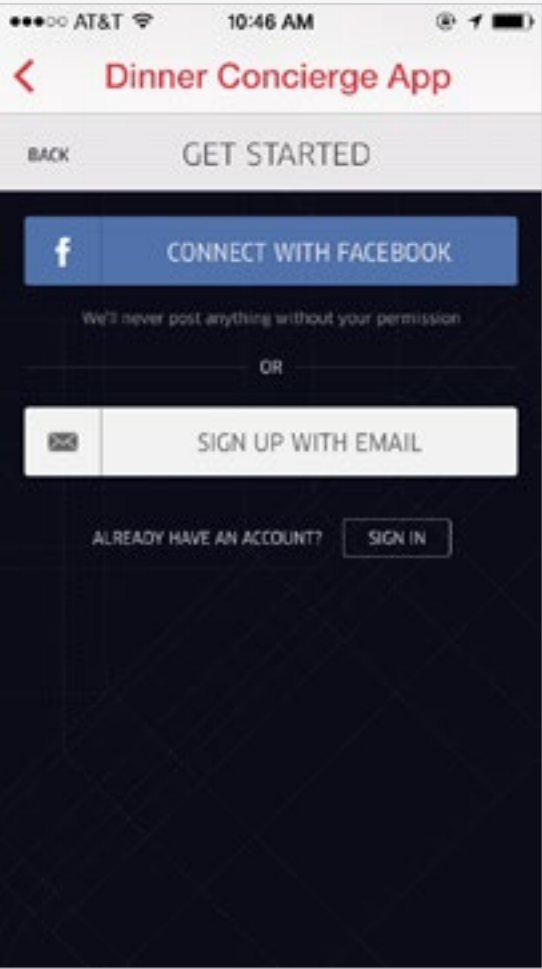 AT&T 10:46 AM
Dinner Concierge App
BACK GET STARTED
f CONNECT WITH FACEBOOK
We'll never post anything without your permission
OR
SIGN UP WITH EMAIL
ALREADY HAVE AN ACCOUNT? SIGN IN